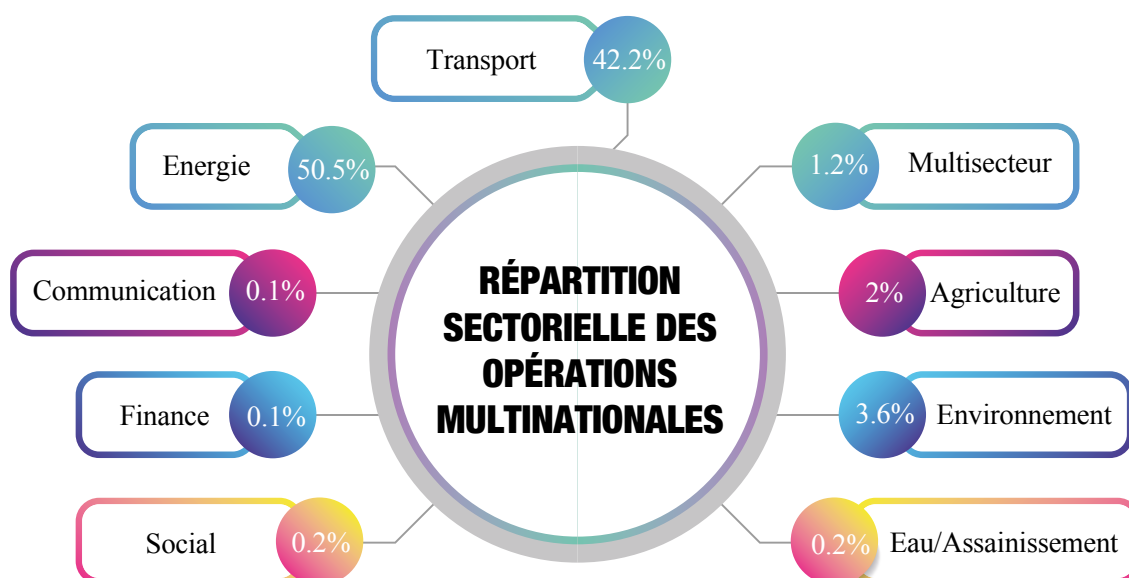 Transport 42.2%
Energie 50.5%
1.2% Multisecteur
Communication 0.1%
2% Agriculture
RÉPARTITION
SECTORIELLE DES
OPÉRATIONS
MULTINATIONALES
Finance 0.1%
3.6% Environnement
Social 0.2%
0.2% Eau/Assainissement